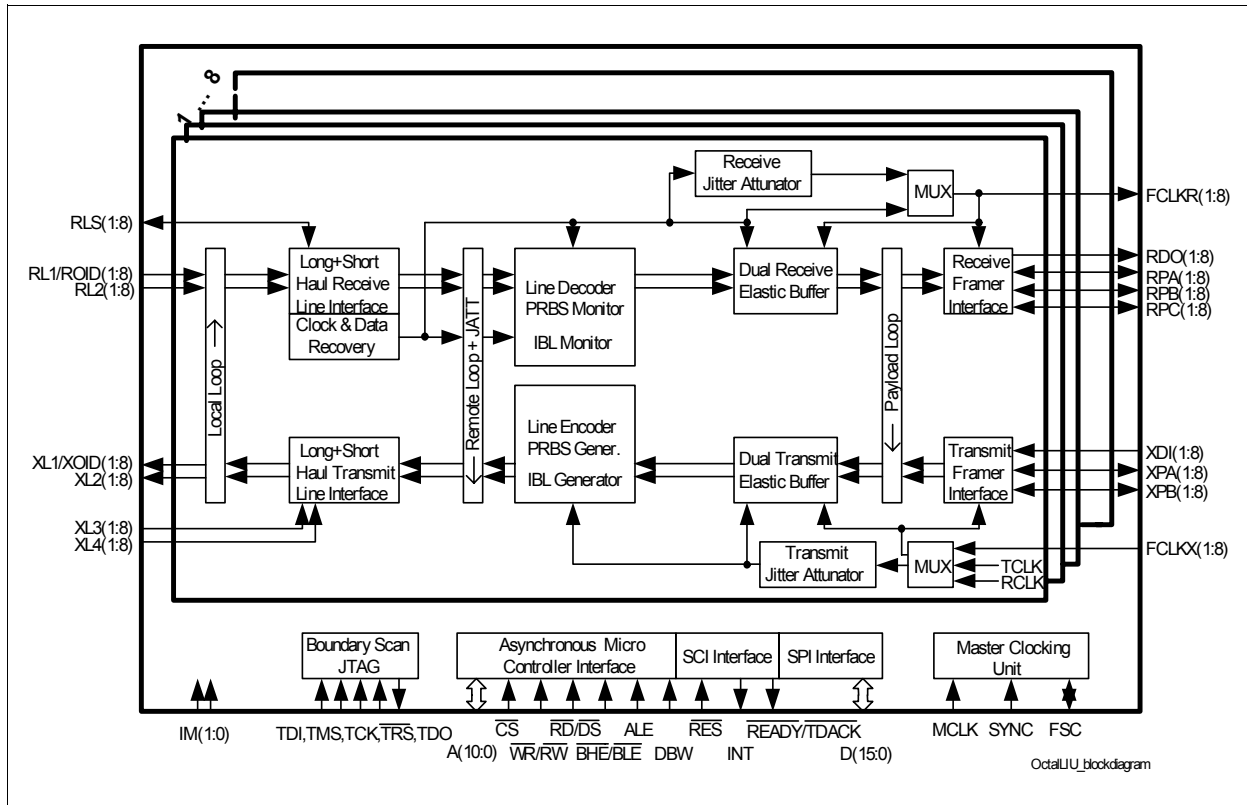 1 ..... 8
Receive
Jitter Attunator
MUX
FCLKR(1:8)
RLS(1:8)
RL1/ROID(1:8)
RL2(1:8)
Local Loop →
Long+Short
Haul Receive
Line Interface
Clock & Data
Recovery
← Remote Loop + JATT
Line Decoder
PRBS Monitor
IBL Monitor
Dual Receive
Elastic Buffer
← Payload Loop
Receive
Framer
Interface
RDO(1:8)
RPA(1:8)
RPB(1:8)
RPC(1:8)
XL1/XOID(1:8)
XL2(1:8)
XL3(1:8)
XL4(1:8)
Long+Short
Haul Transmit
Line Interface
Line Encoder
PRBS Gener.
IBL Generator
Dual Transmit
Elastic Buffer
Transmit
Framer
Interface
XDI(1:8)
XPA(1:8)
XPB(1:8)
Transmit
Jitter Attunator
MUX
FCLKX(1:8)
TCLK
RCLK
Boundary Scan
JTAG
Asynchronous Micro
Controller Interface
SCI Interface
SPI Interface
Master Clocking
Unit
IM(1:0)
TDI,TMS,TCK,TRS,TDO
A(10:0)
CS
WR/RW
RD/DS
BHE/BLE
ALE
DBW
RES
INT
READY/TDACK
D(15:0)
MCLK
SYNC
FSC
OctalLIU_blockdiagram